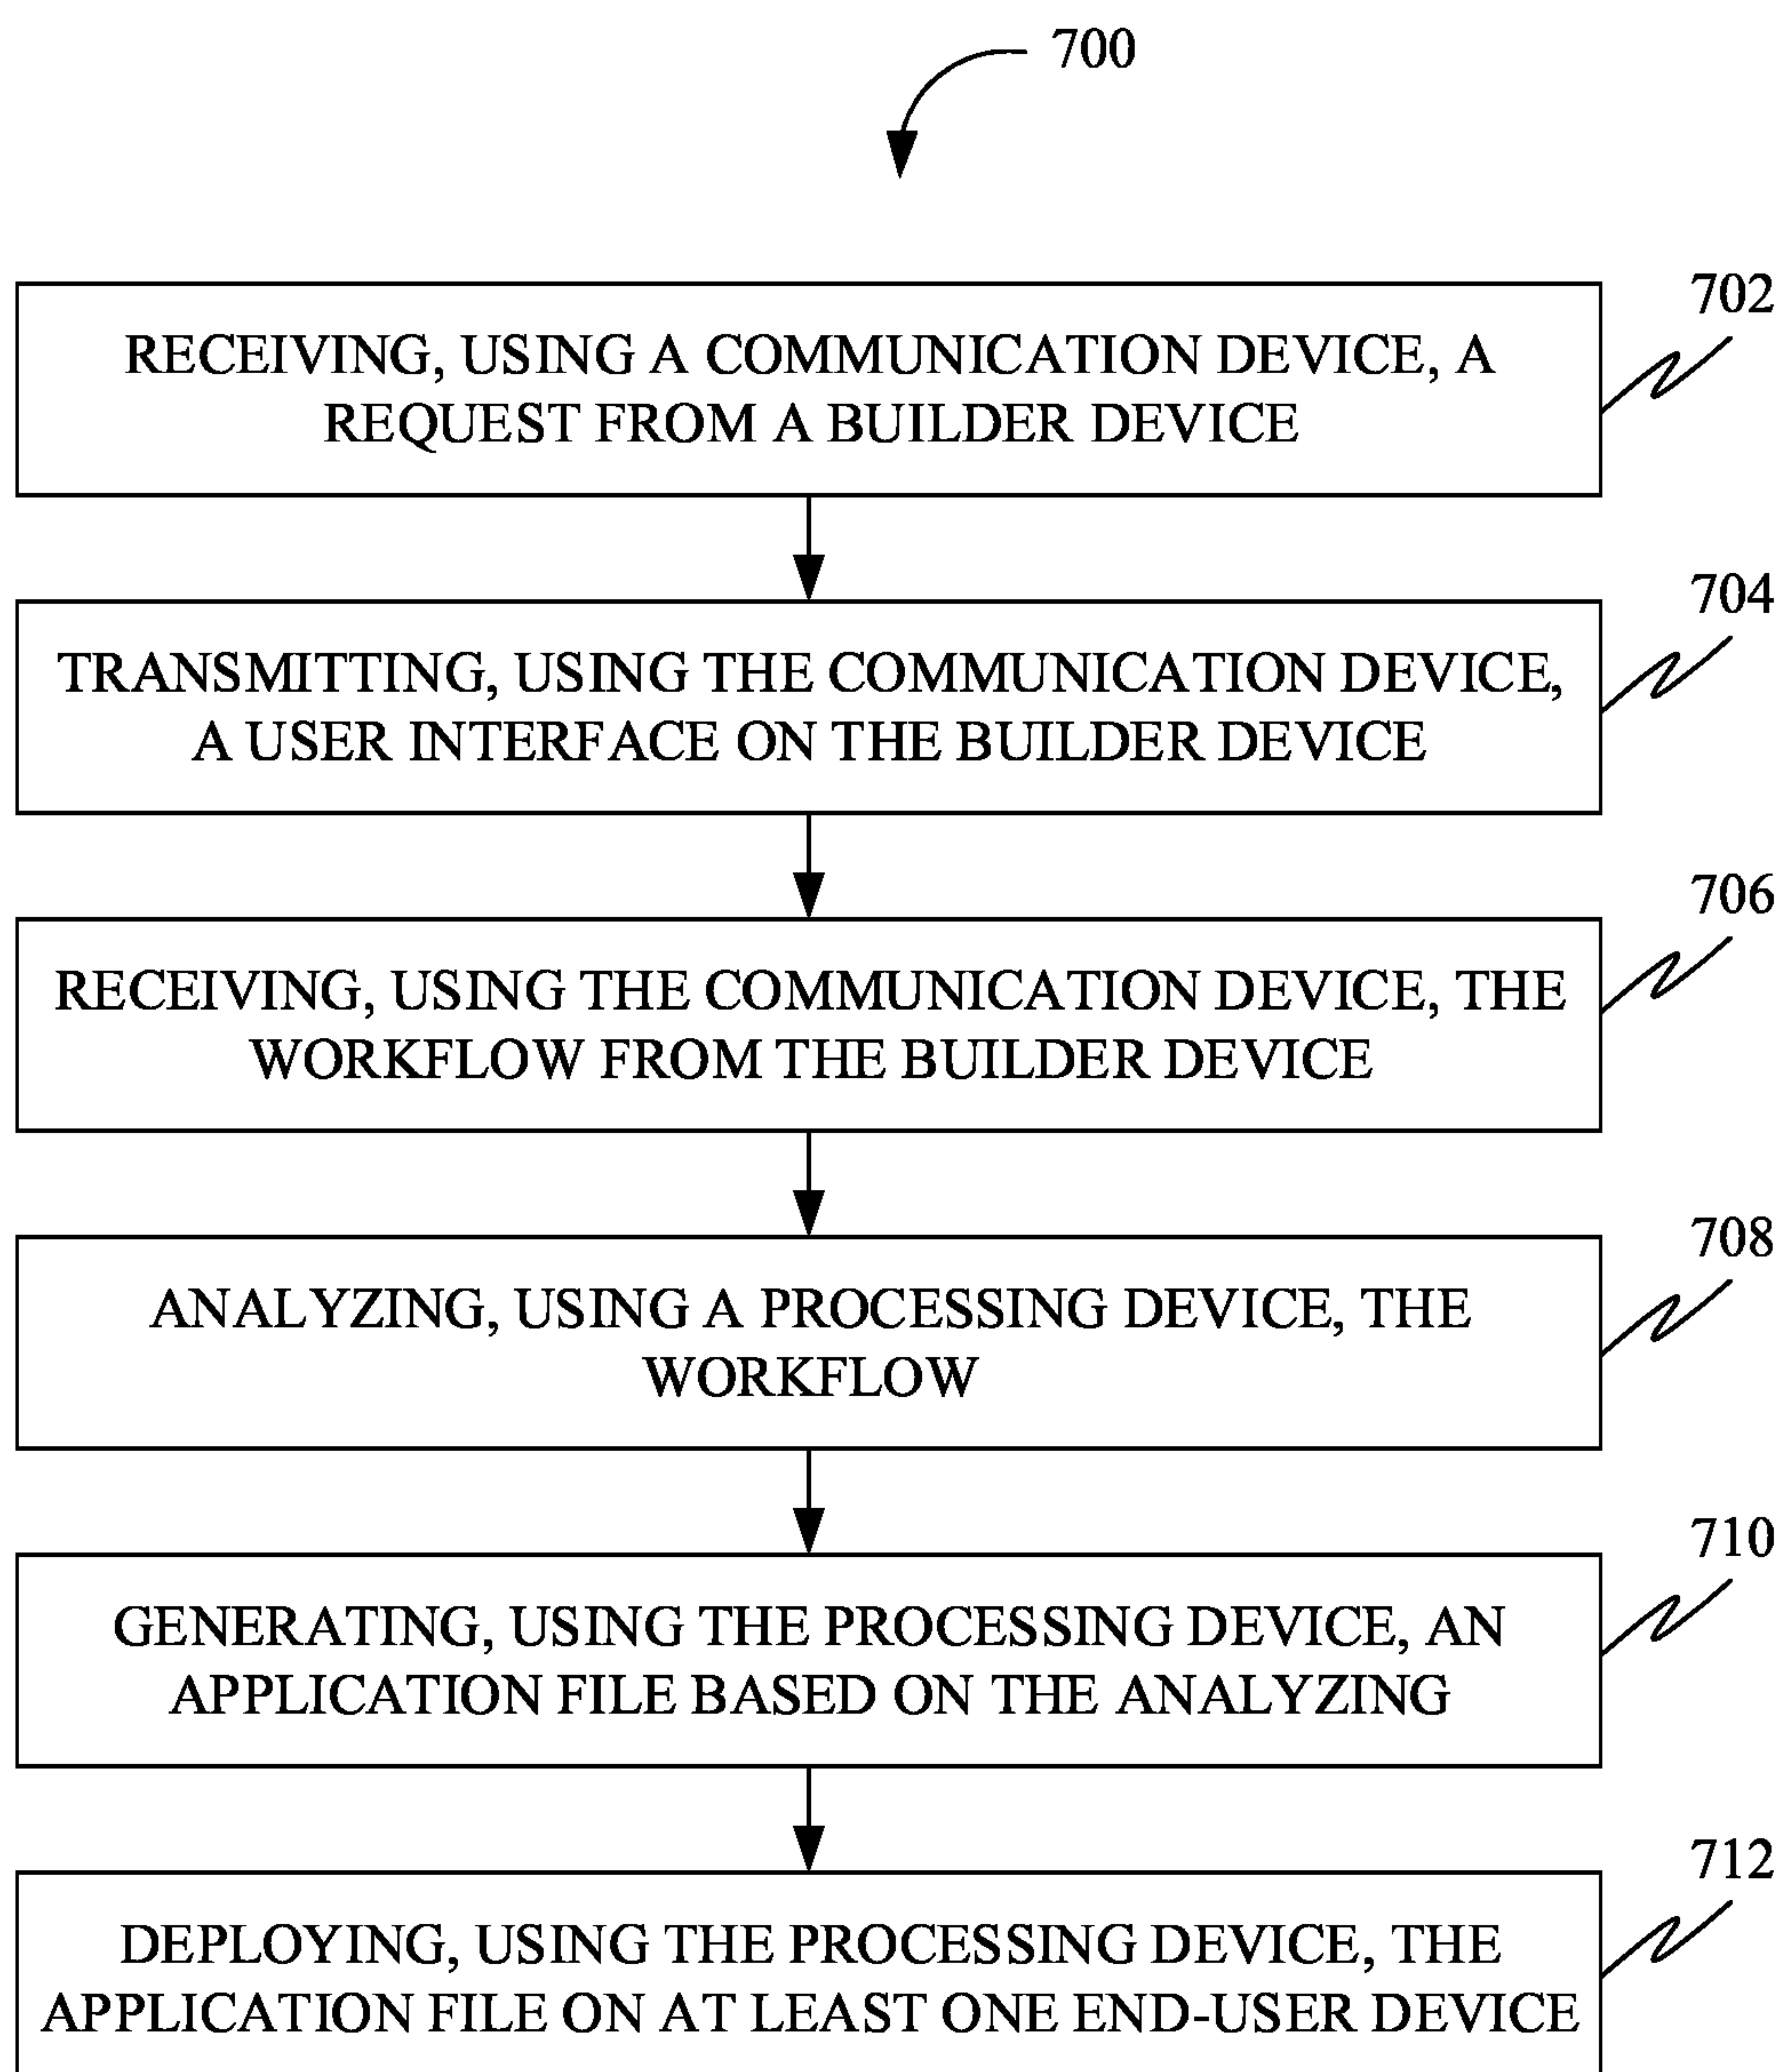 700
702
RECEIVING, USING A COMMUNICATION DEVICE, A
REQUEST FROM A BUILDER DEVICE
704
TRANSMITTING, USING THE COMMUNICATION DEVICE,
A USER INTERFACE ON THE BUILDER DEVICE
706
RECEIVING, USING THE COMMUNICATION DEVICE, THE
WORKFLOW FROM THE BUILDER DEVICE
708
ANALYZING, USING A PROCESSING DEVICE, THE
WORKFLOW
710
GENERATING, USING THE PROCESSING DEVICE, AN
APPLICATION FILE BASED ON THE ANALYZING
712
DEPLOYING, USING THE PROCESSING DEVICE, THE
APPLICATION FILE ON AT LEAST ONE END-USER DEVICE